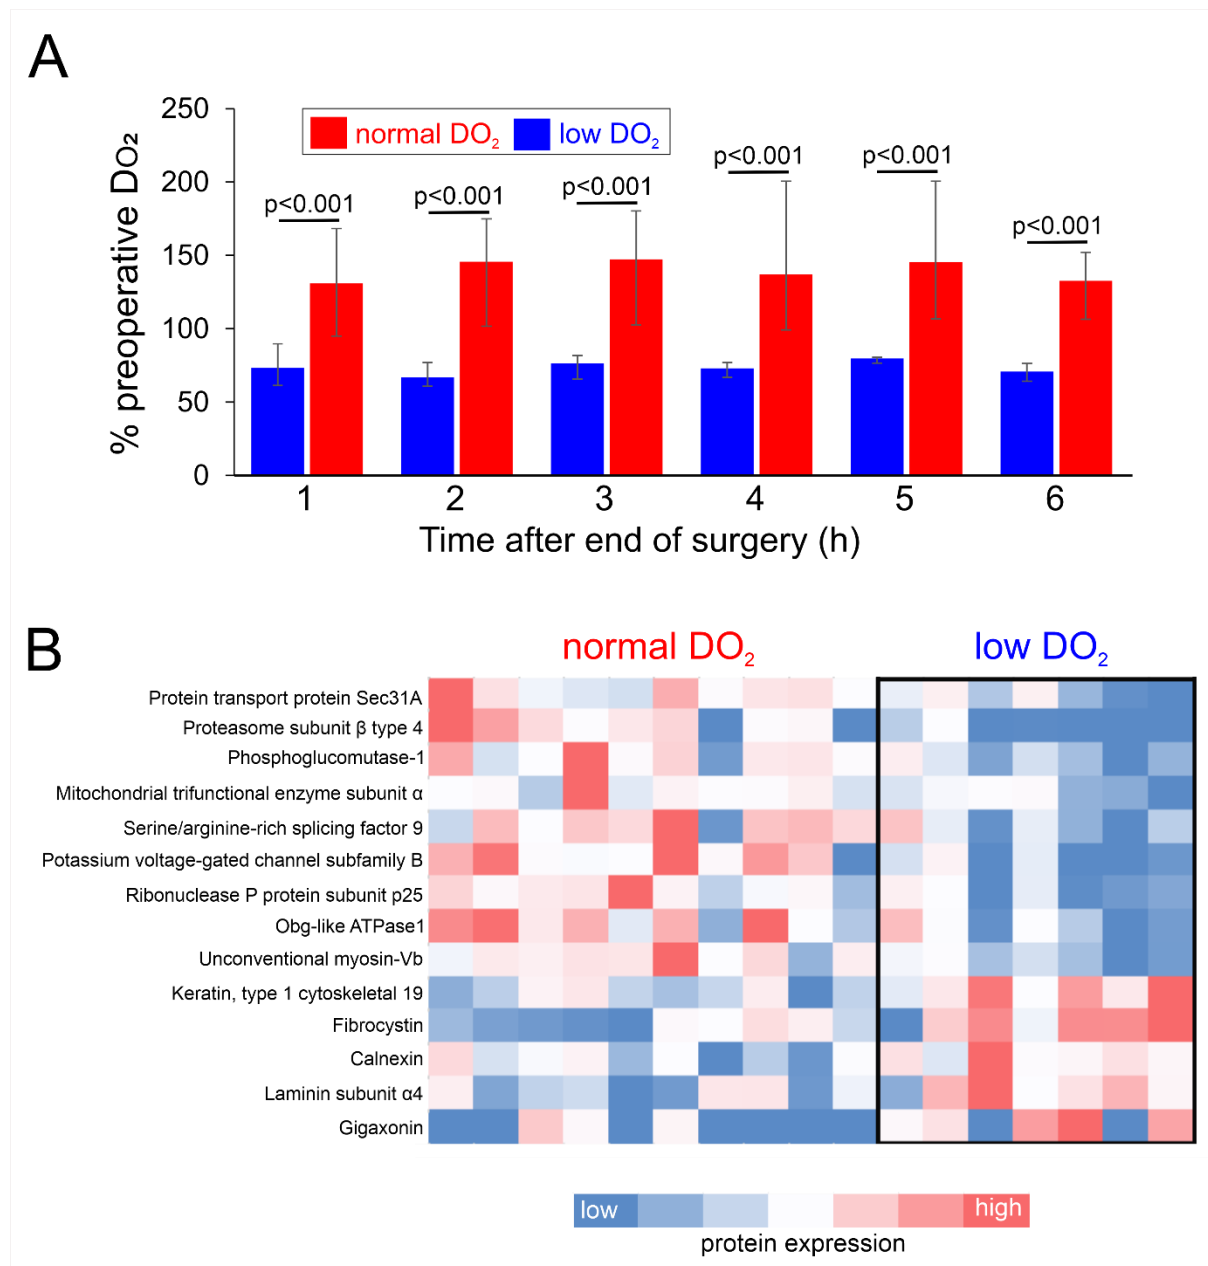 A
250
200
150
100
50
0
% preoperative DO₂
normal DO₂ low DO₂
p<0.001
p<0.001
p<0.001
p<0.001
p<0.001
p<0.001
1 2 3 4 5 6
Time after end of surgery (h)
B
normal DO₂ low DO₂
Protein transport protein Sec31A
Proteasome subunit β type 4
Phosphoglucomutase-1
Mitochondrial trifunctional enzyme subunit α
Serine/arginine-rich splicing factor 9
Potassium voltage-gated channel subfamily B
Ribonuclease P protein subunit p25
Obg-like ATPase1
Unconventional myosin-Vb
Keratin, type 1 cytoskeletal 19
Fibrocystin
Calnexin
Laminin subunit α4
Gigaxonin
low high
protein expression